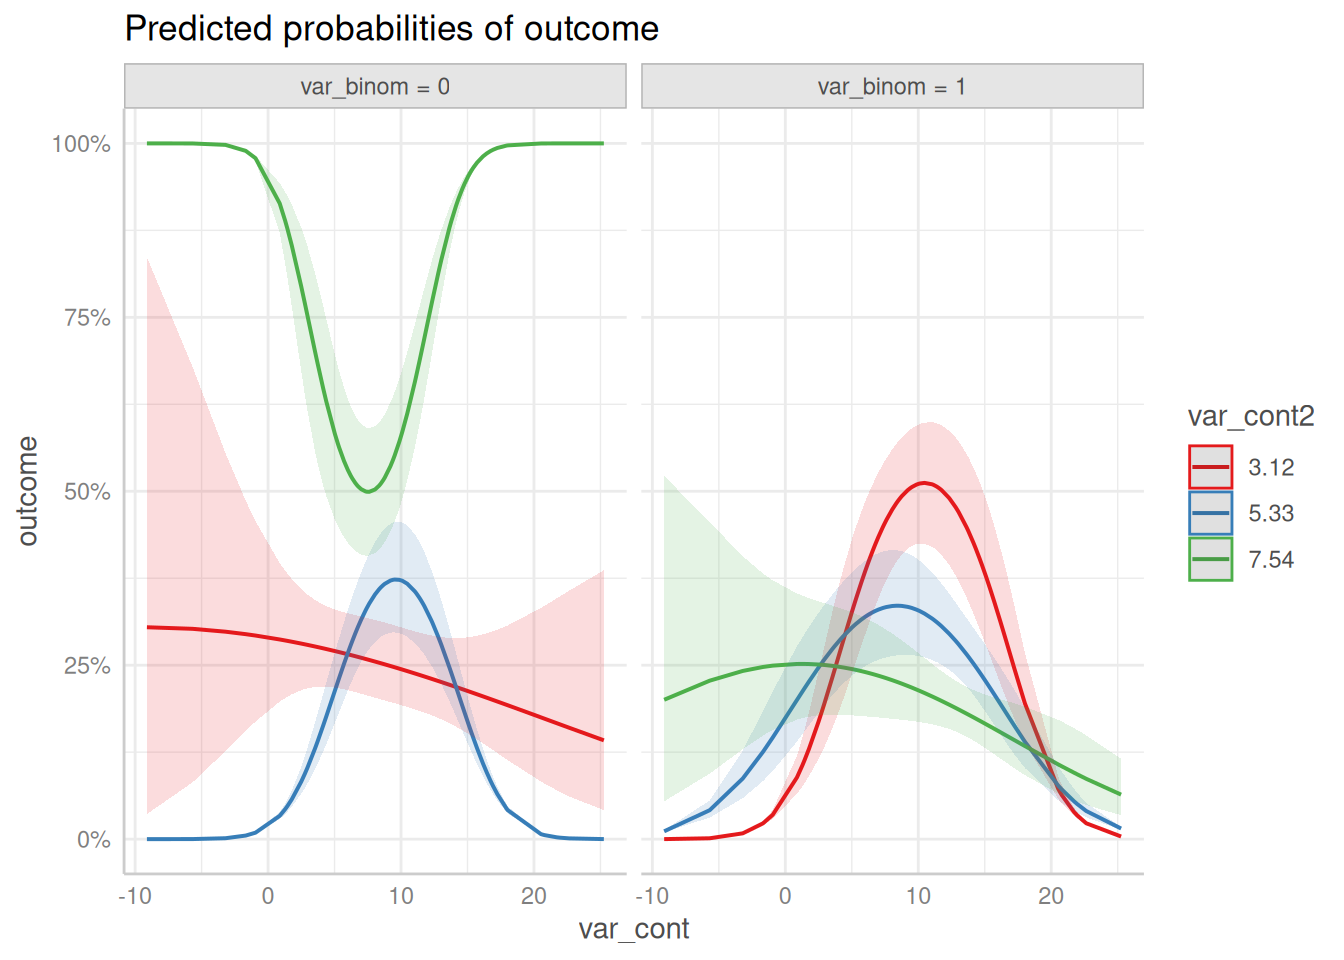 Predicted probabilities of outcome
var_binom = 0
var_binom = 1
100%
75%
50%
25%
0%
outcome
-10 0 10 20
-10 0 10 20
var_cont
var_cont2
3.12
5.33
7.54